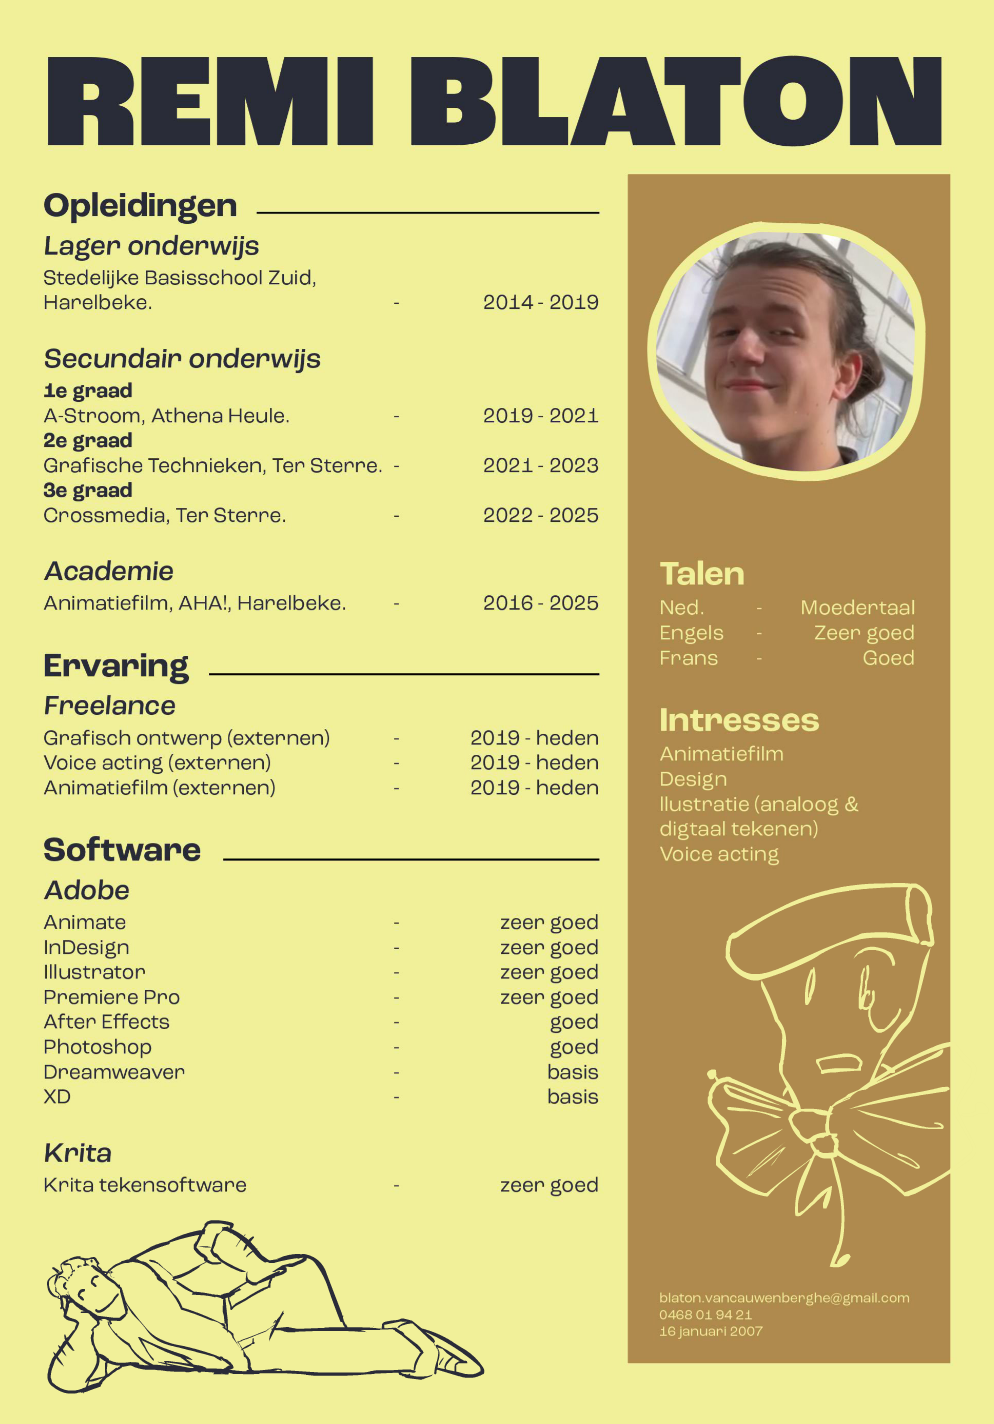 REMI BLATON
Opleidingen
Lager onderwijs
Stedelijke Basisschool Zuid,
Harelbeke. - 2014 - 2019
Secundair onderwijs
1e graad
A-Stroom, Athena Heule. - 2019 - 2021
2e graad
Grafische Technieken, Ter Sterre. - 2021 - 2023
3e graad
Crossmedia, Ter Sterre. - 2022 - 2025
Academie
Animatiefilm, AHA!, Harelbeke. - 2016 - 2025
Ervaring
Freelance
Grafisch ontwerp (externen) - 2019 - heden
Voice acting (externen) - 2019 - heden
Animatiefilm (externen) - 2019 - heden
Software
Adobe
Animate - zeer goed
InDesign - zeer goed
Illustrator - zeer goed
Premiere Pro - zeer goed
After Effects - goed
Photoshop - goed
Dreamweaver - basis
XD - basis
Krita
Krita tekensoftware - zeer goed
Talen
Ned. - Moedertaal
Engels - Zeer goed
Frans - Goed
Intresses
Animatiefilm
Design
llustratie (analoog &
digtaal tekenen)
Voice acting
blaton.vancauwenberghe@gmail.com
0468 01 94 21
16 januari 2007